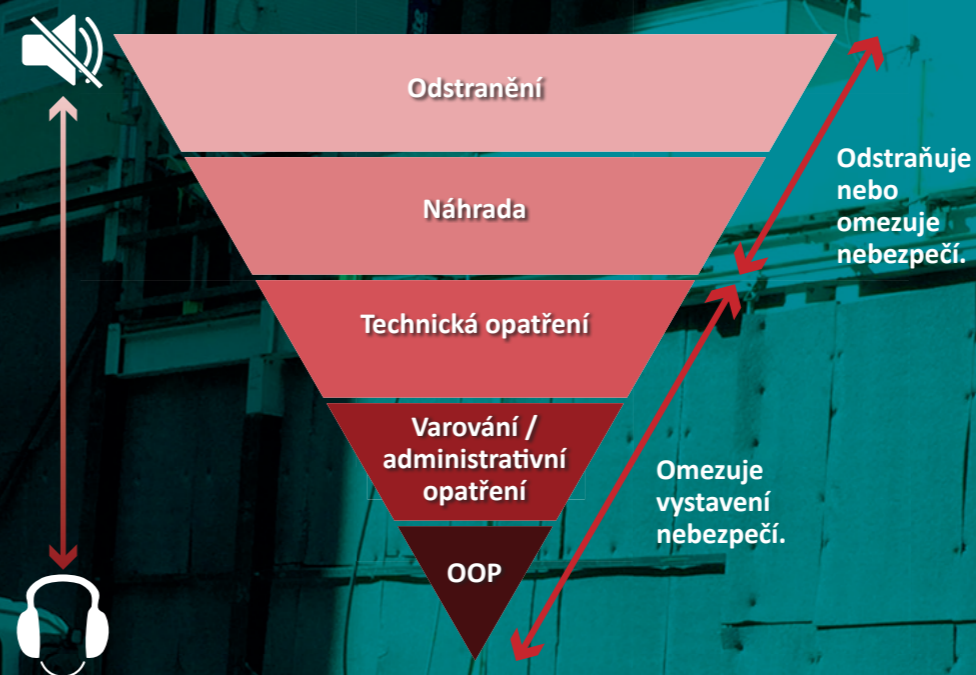 Odstranění
Náhrada
Odstraňuje
nebo
omezuje
nebezpečí.
Technická opatření
Varování /
administrativní
opatření
Omezuje
vystavení
nebezpečí.
OOP